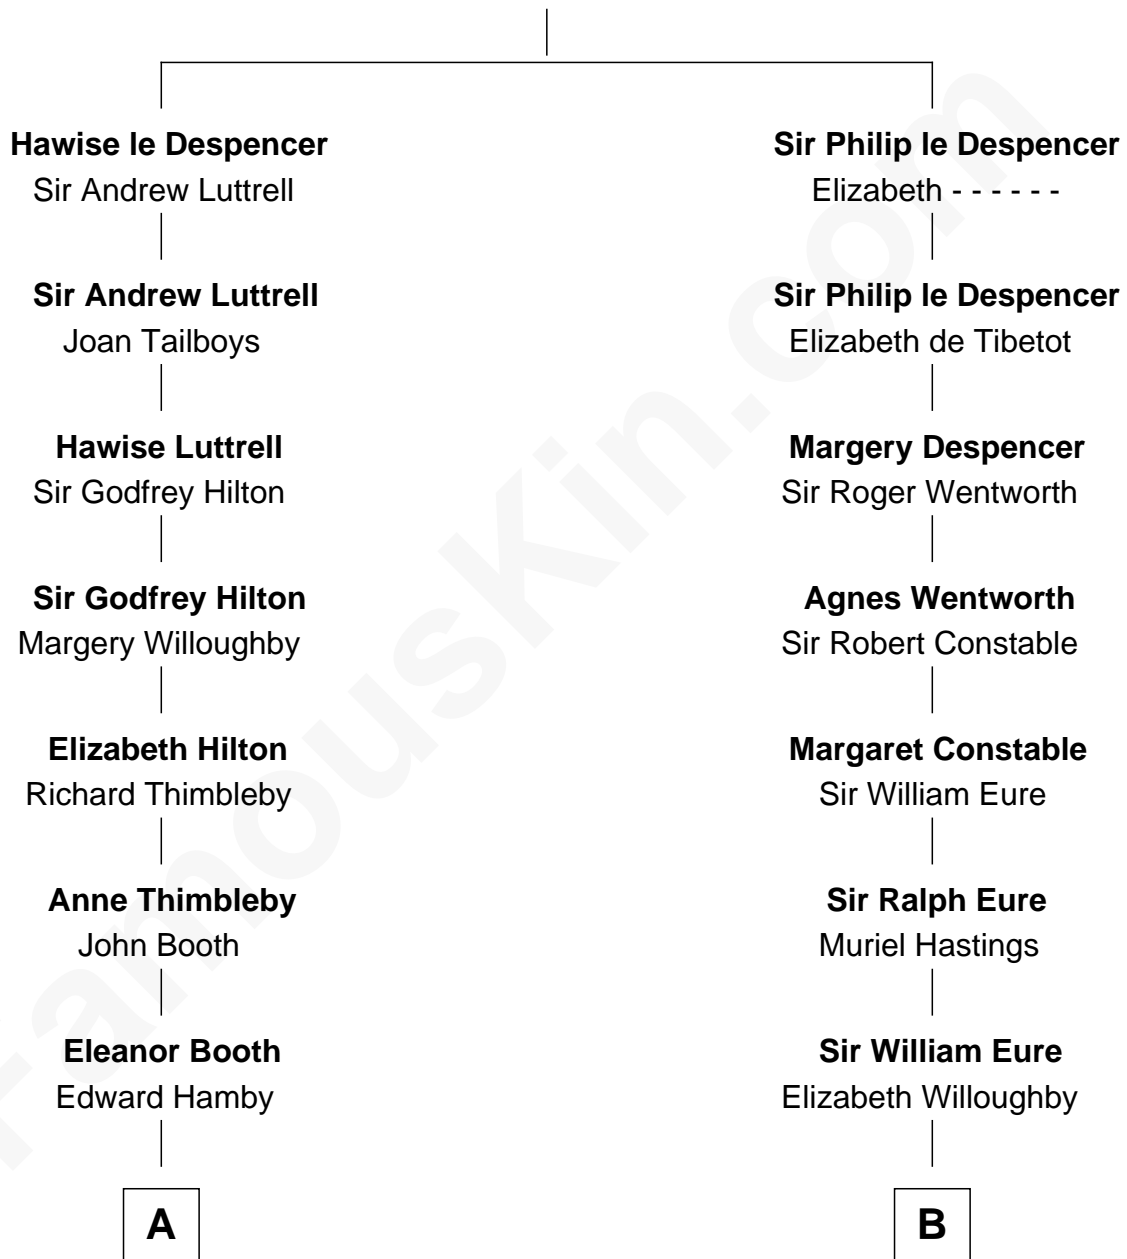 Hawise le Despencer
Sir Andrew Luttrell
Sir Andrew Luttrell
Joan Tailboys
Hawise Luttrell
Sir Godfrey Hilton
Sir Godfrey Hilton
Margery Willoughby
Elizabeth Hilton
Richard Thimbleby
Anne Thimbleby
John Booth
Eleanor Booth
Edward Hamby
A
Sir Philip le Despencer
Elizabeth - - - - - -
Sir Philip le Despencer
Elizabeth de Tibetot
Margery Despencer
Sir Roger Wentworth
Agnes Wentworth
Sir Robert Constable
Margaret Constable
Sir William Eure
Sir Ralph Eure
Muriel Hastings
Sir William Eure
Elizabeth Willoughby
B
FamousKin.com